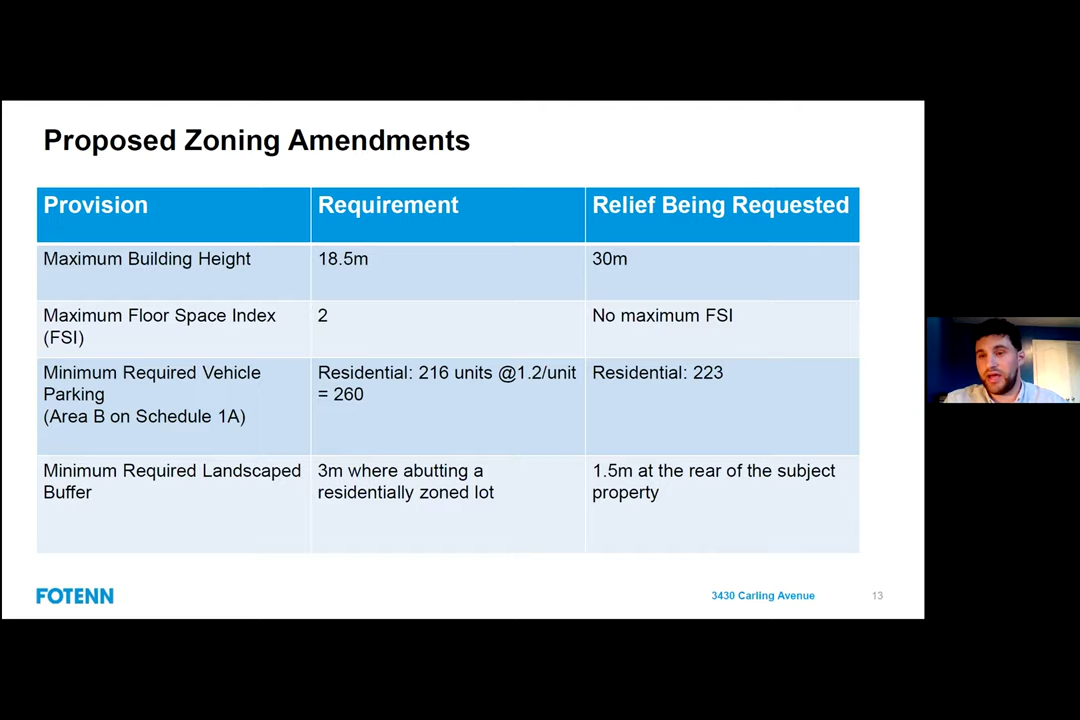 Proposed Zoning Amendments
Provision
Requirement
Relief Being Requested
Maximum Building Height
18.5m
30m
Maximum Floor Space Index
(FSI)
2
No maximum FSI
Minimum Required Vehicle
Parking
(Area B on Schedule 1A)
Residential: 216 units @1.2/unit
= 260
Residential: 223
Minimum Required Landscaped
Buffer
3m where abutting a
residentially zoned lot
1.5m at the rear of the subject
property
FOTENN
3430 Carling Avenue
13